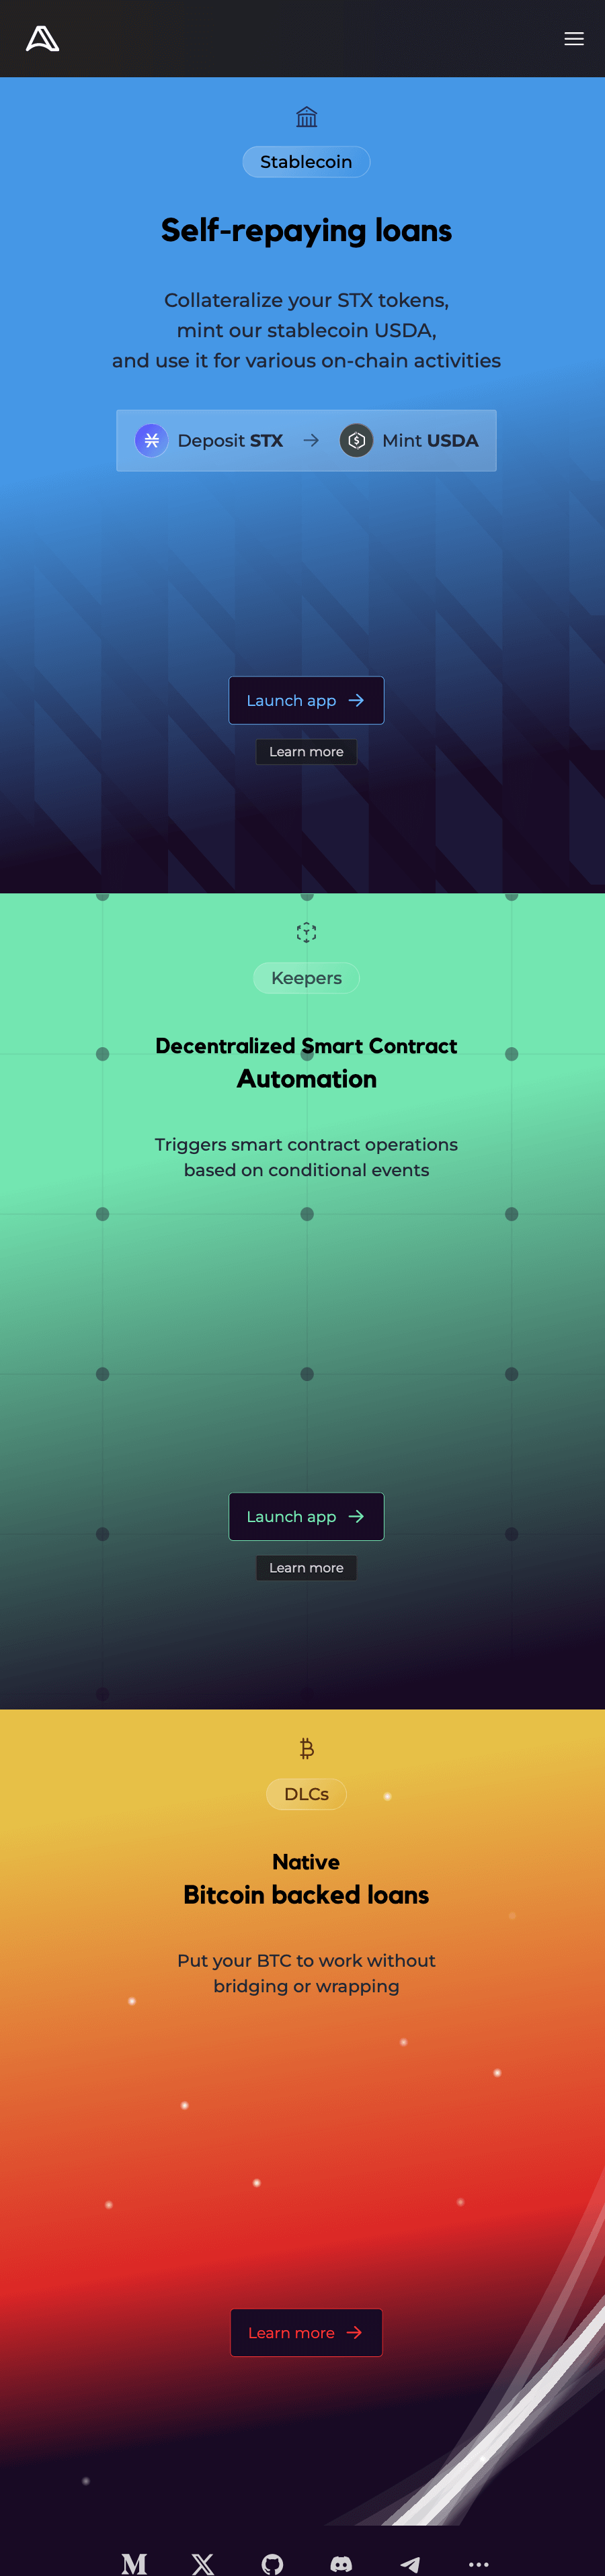 Stablecoin
Self-repaying loans
Collateralize your STX tokens,
mint our stablecoin USDA,
and use it for various on-chain activities
Deposit STX → Mint USDA
Launch app →
Learn more
Keepers
Decentralized Smart Contract
Automation
Triggers smart contract operations
based on conditional events
Launch app →
Learn more
DLCs
Native
Bitcoin backed loans
Put your BTC to work without
bridging or wrapping
Learn more →